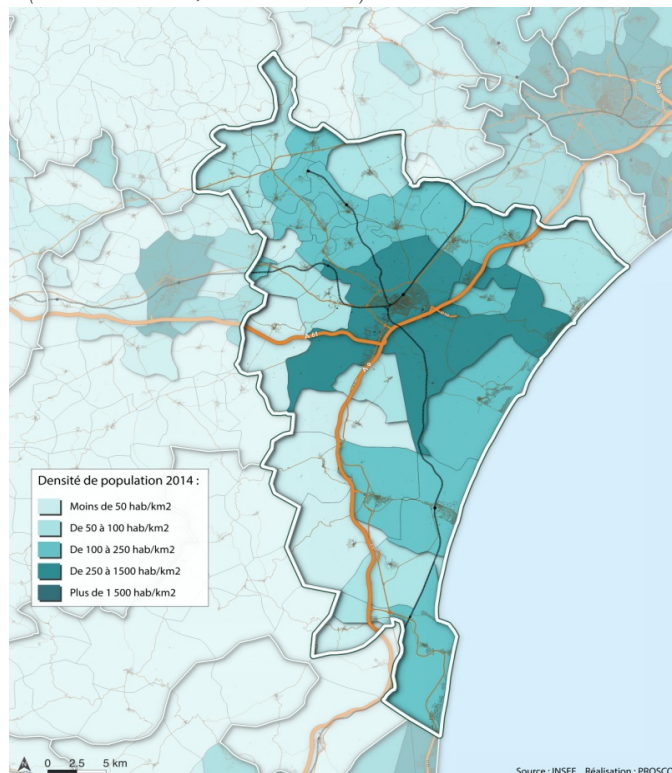 A 61
A 9
Densité de population 2014 :
Moins de 50 hab/km2
De 50 à 100 hab/km2
De 100 à 250 hab/km2
De 250 à 1500 hab/km2
Plus de 1 500 hab/km2
0 2,5 5 km
Source : INSEE Réalisation : PROSCO